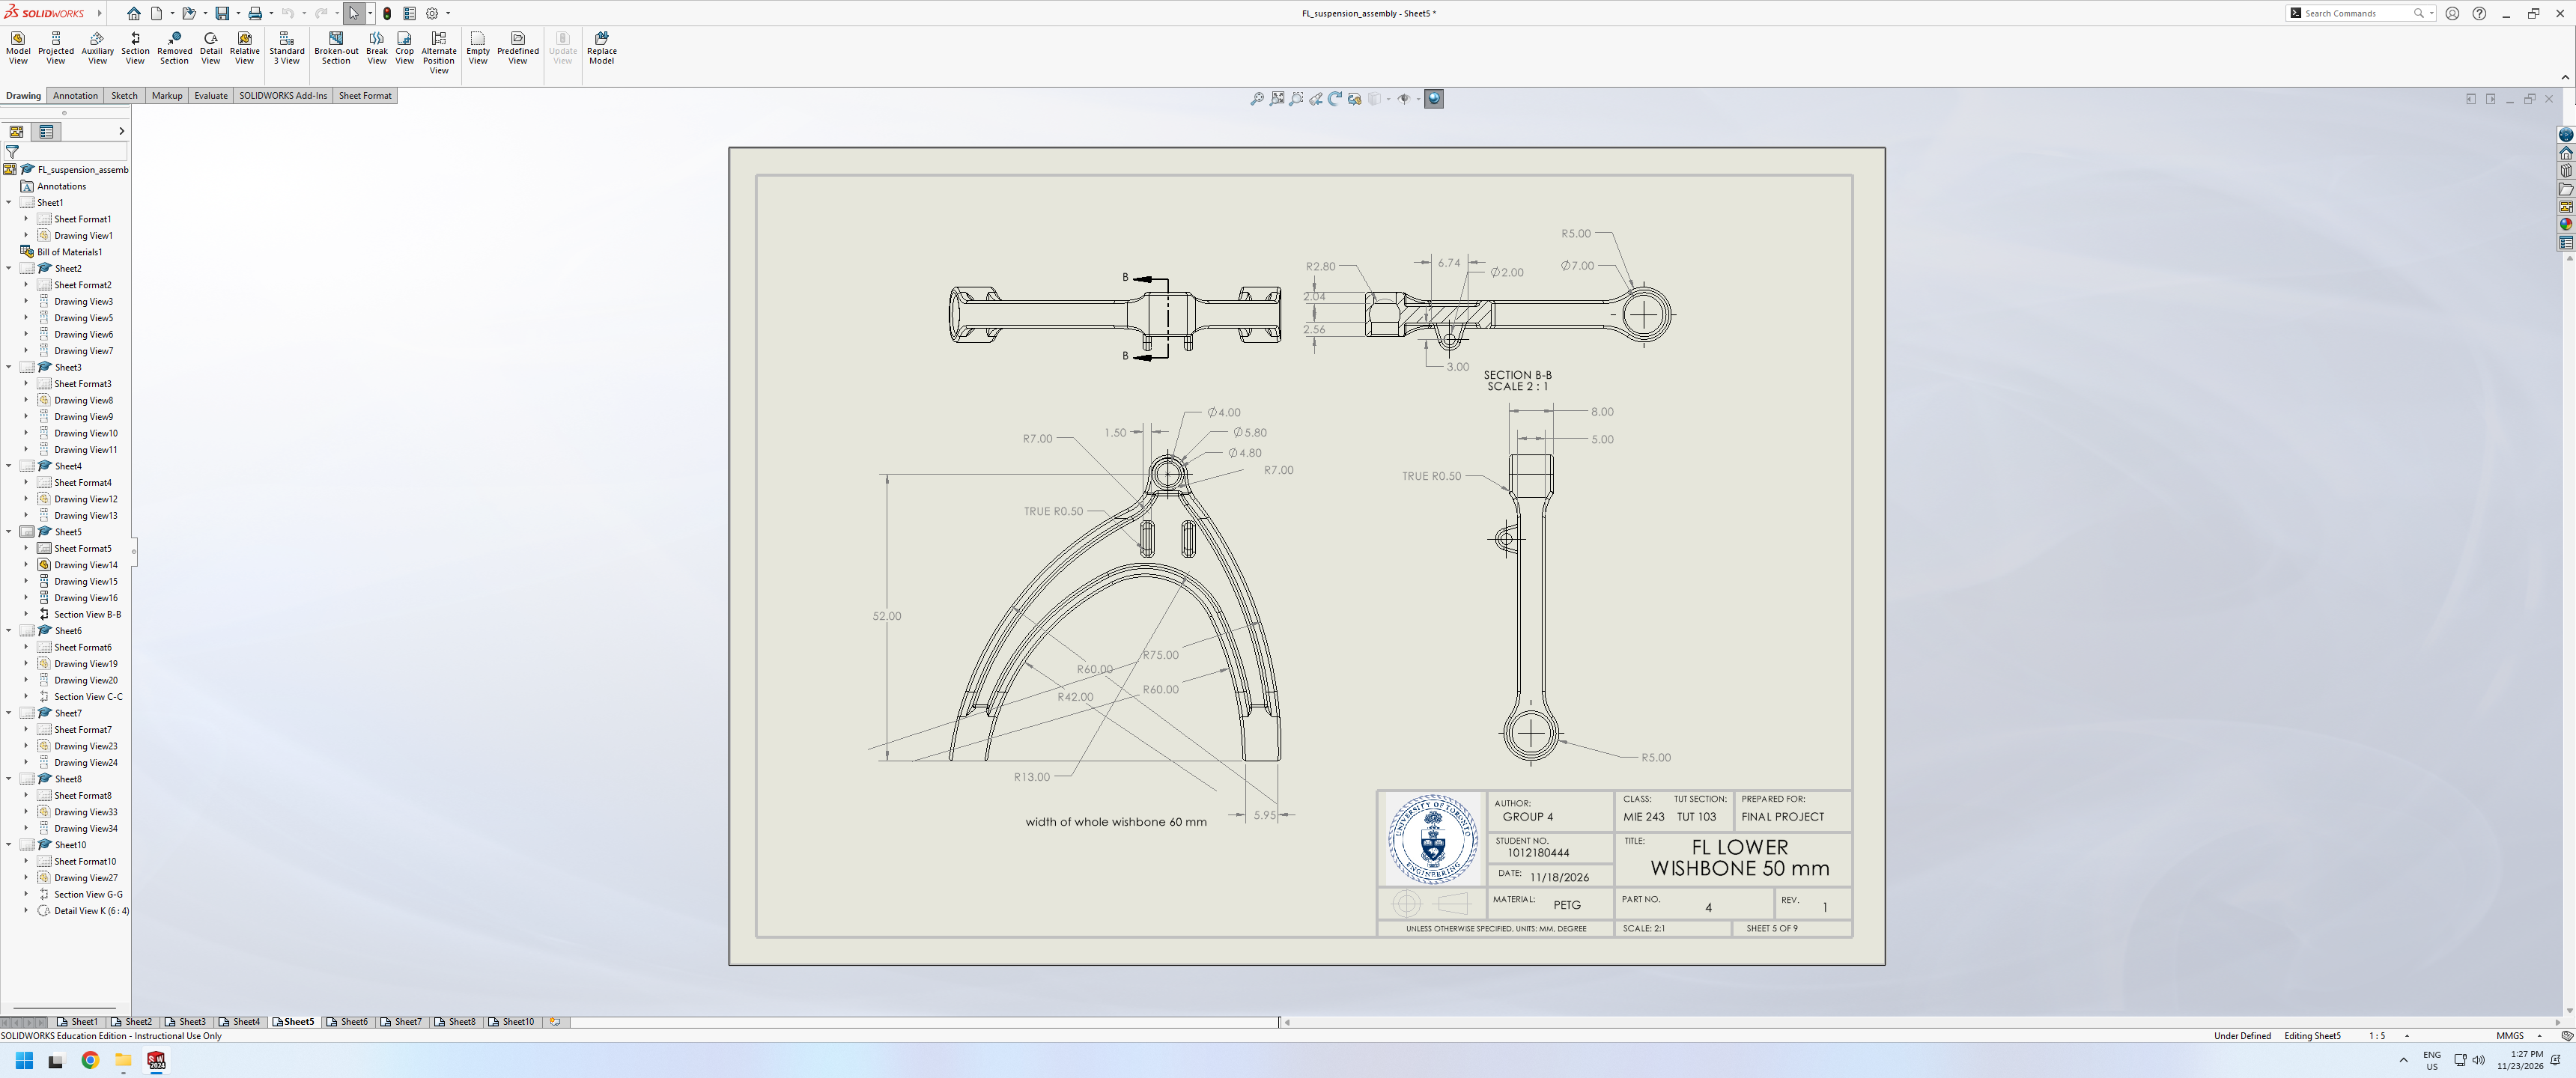 SOLIDWORKS
FL_suspension_assembly - Sheet5 *
Search Commands
Model View
Projected View
Auxiliary View
Section View
Removed Section
Detail View
Relative View
Standard 3 View
Broken-out Section
Break View
Crop View
Alternate Position View
Empty View
Predefined View
Update View
Replace Model
Drawing
Annotation
Sketch
Markup
Evaluate
SOLIDWORKS Add-Ins
Sheet Format
FL_suspension_assemb
Annotations
Sheet1
Sheet Format1
Drawing View1
Bill of Materials1
Sheet2
Sheet Format2
Drawing View3
Drawing View5
Drawing View6
Drawing View7
Sheet3
Sheet Format3
Drawing View8
Drawing View9
Drawing View10
Drawing View11
Sheet4
Sheet Format4
Drawing View12
Drawing View13
Sheet5
Sheet Format5
Drawing View14
Drawing View15
Drawing View16
Section View B-B
Sheet6
Sheet Format6
Drawing View19
Drawing View20
Section View C-C
Sheet7
Sheet Format7
Drawing View23
Drawing View24
Sheet8
Sheet Format8
Drawing View33
Drawing View34
Sheet10
Sheet Format10
Drawing View27
Section View G-G
Detail View K (6 : 4)
B
B
R5.00
R2.80
6.74
Ø2.00
Ø7.00
2.04
2.56
3.00
SECTION B-B
SCALE 2 : 1
Ø4.00
1.50
Ø5.80
R7.00
Ø4.80
R7.00
TRUE R0.50
52.00
R75.00
R60.00
R60.00
R42.00
R13.00
5.95
width of whole wishbone 60 mm
8.00
5.00
TRUE R0.50
R5.00
UNIVERSITY OF TORONTO
ENGINEERING
AUTHOR:
GROUP 4
CLASS:
MIE 243
TUT SECTION:
TUT 103
PREPARED FOR:
FINAL PROJECT
STUDENT NO.
1012180444
TITLE:
FL LOWER
WISHBONE 50 mm
DATE: 11/18/2026
MATERIAL: PETG
PART NO.
4
REV.
1
UNLESS OTHERWISE SPECIFIED, UNITS: MM, DEGREE
SCALE: 2:1
SHEET 5 OF 9
Sheet1
Sheet2
Sheet3
Sheet4
Sheet5
Sheet6
Sheet7
Sheet8
Sheet10
SOLIDWORKS Education Edition - Instructional Use Only
Under Defined
Editing Sheet5
1 : 5
MMGS
SW
2024
ENG
US
1:27 PM
11/23/2026